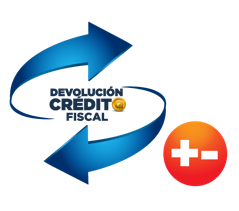 DEVOLUCIÓN
CRÉDITO
FISCAL
+-